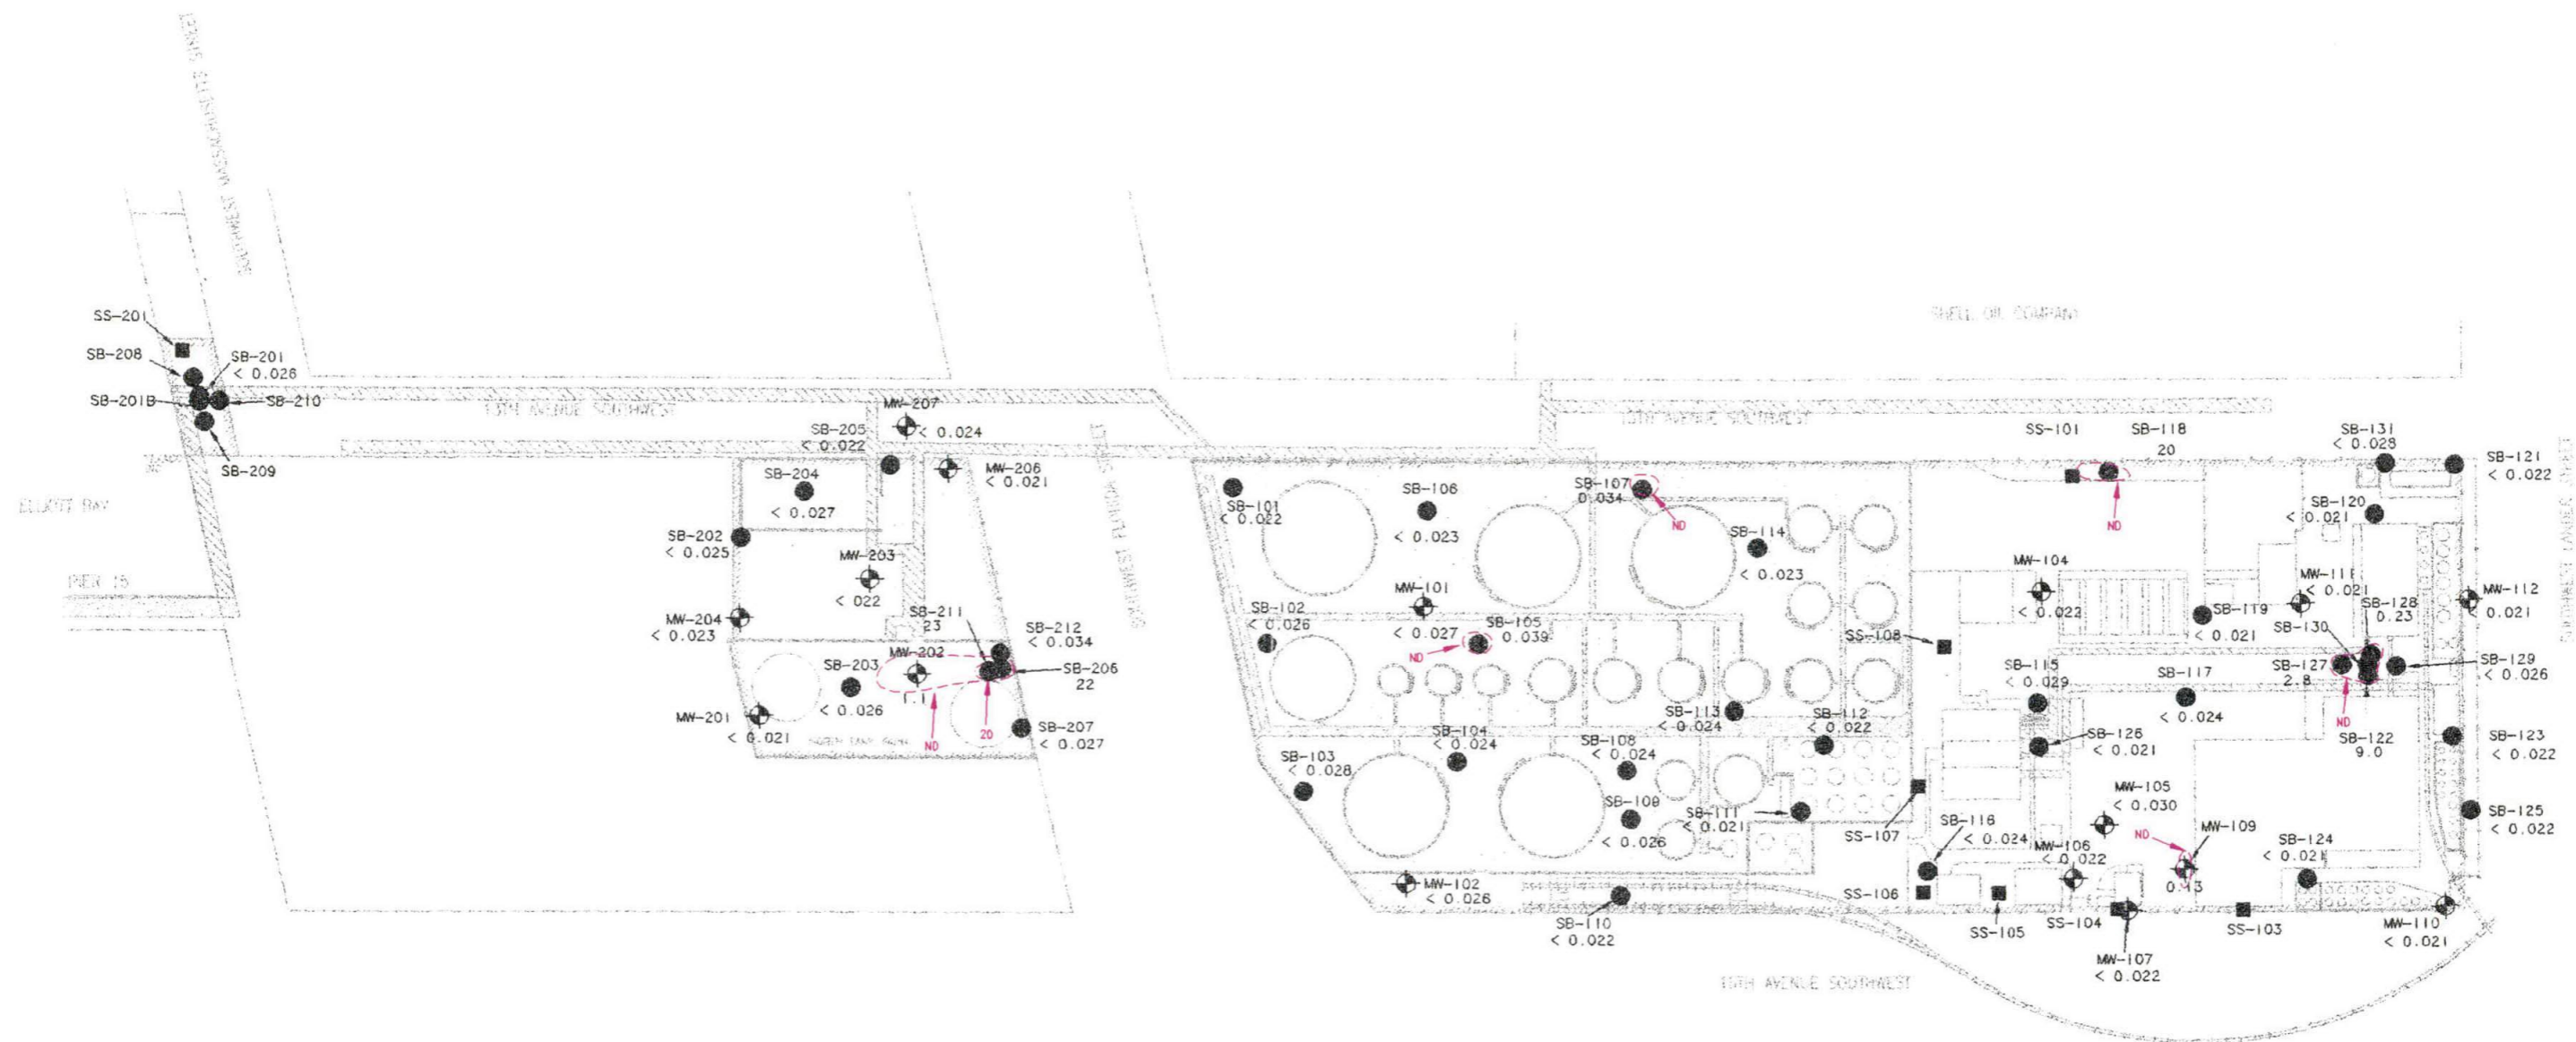 SOUTHWEST MASSACHUSETTS STREET
SS-201
SB-208
SB-201
< 0.026
SB-201B
SB-210
SB-209
ELLIOTT BAY
PIER 15
13TH AVENUE SOUTHWEST
MW-207
< 0.024
SB-205
< 0.022
MW-206
< 0.021
SB-204
< 0.027
SB-202
< 0.025
MW-203
< 022
MW-204
< 0.023
SB-211
23
SB-212
< 0.034
MW-202
1.1
SB-203
< 0.026
SB-206
22
MW-201
< 0.021
ND
20
SB-207
< 0.027
SHELL OIL COMPANY
13TH AVENUE SOUTHWEST
SB-101
< 0.022
SB-106
< 0.023
SB-107
0.034
ND
SB-114
< 0.023
MW-101
< 0.027
SB-102
< 0.026
SB-105
0.039
ND
SB-113
< 0.024
SB-112
< 0.022
SB-104
< 0.024
SB-108
< 0.024
SB-103
< 0.028
SB-109
< 0.026
SB-111
< 0.021
MW-102
< 0.026
SB-110
< 0.022
SS-101
SB-118
20
ND
SB-131
< 0.028
SB-121
< 0.022
SB-120
< 0.021
MW-104
< 0.022
MW-111
< 0.021
MW-112
< 0.021
SB-128
0.23
SB-119
< 0.021
SB-130
SS-108
SB-115
< 0.029
SB-117
< 0.024
SB-127
2.8
SB-129
< 0.026
ND
SB-122
9.0
SB-126
< 0.021
SB-123
< 0.022
MW-105
< 0.030
SB-125
< 0.022
SS-107
SB-116
< 0.024
MW-106
< 0.022
ND
MW-109
0.13
SB-124
< 0.021
SS-106
SS-105
SS-104
SS-103
MW-107
< 0.022
MW-110
< 0.021